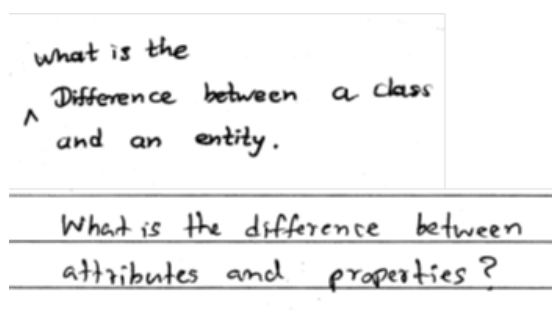 what is the
^ Difference between a class
and an entity.
What is the difference between
attributes and properties?